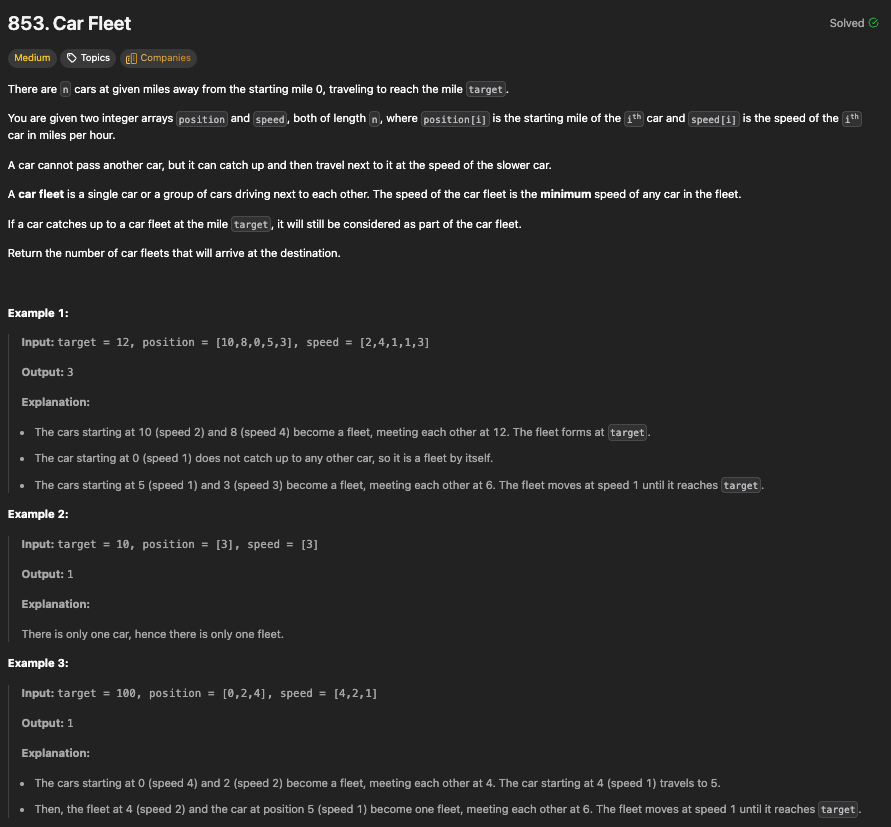 853. Car Fleet
Solved
Medium Topics Companies
There are n cars at given miles away from the starting mile 0, traveling to reach the mile target.
You are given two integer arrays position and speed, both of length n, where position[i] is the starting mile of the ith car and speed[i] is the speed of the ith
car in miles per hour.
A car cannot pass another car, but it can catch up and then travel next to it at the speed of the slower car.
A car fleet is a single car or a group of cars driving next to each other. The speed of the car fleet is the minimum speed of any car in the fleet.
If a car catches up to a car fleet at the mile target, it will still be considered as part of the car fleet.
Return the number of car fleets that will arrive at the destination.
Example 1:
Input: target = 12, position = [10,8,0,5,3], speed = [2,4,1,1,3]
Output: 3
Explanation:
• The cars starting at 10 (speed 2) and 8 (speed 4) become a fleet, meeting each other at 12. The fleet forms at target.
• The car starting at 0 (speed 1) does not catch up to any other car, so it is a fleet by itself.
• The cars starting at 5 (speed 1) and 3 (speed 3) become a fleet, meeting each other at 6. The fleet moves at speed 1 until it reaches target.
Example 2:
Input: target = 10, position = [3], speed = [3]
Output: 1
Explanation:
There is only one car, hence there is only one fleet.
Example 3:
Input: target = 100, position = [0,2,4], speed = [4,2,1]
Output: 1
Explanation:
• The cars starting at 0 (speed 4) and 2 (speed 2) become a fleet, meeting each other at 4. The car starting at 4 (speed 1) travels to 5.
• Then, the fleet at 4 (speed 2) and the car at position 5 (speed 1) become one fleet, meeting each other at 6. The fleet moves at speed 1 until it reaches target.